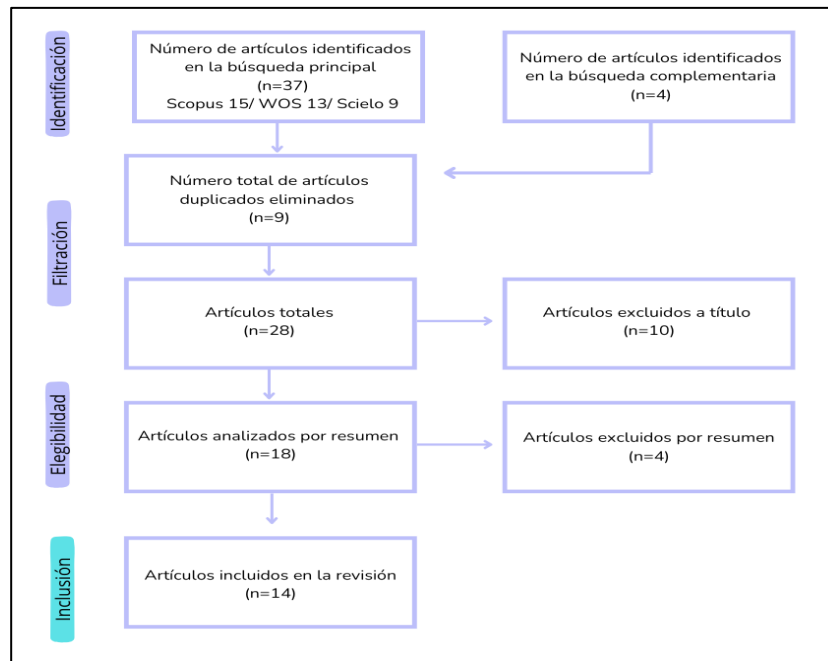 Identificación
Número de artículos identificados
en la búsqueda principal
(n=37)
Scopus 15/ WOS 13/ Scielo 9
Número de artículos identificados
en la búsqueda complementaria
(n=4)
Filtración
Número total de artículos
duplicados eliminados
(n=9)
Artículos totales
(n=28)
Artículos excluidos a título
(n=10)
Elegibilidad
Artículos analizados por resumen
(n=18)
Artículos excluidos por resumen
(n=4)
Inclusión
Artículos incluidos en la revisión
(n=14)